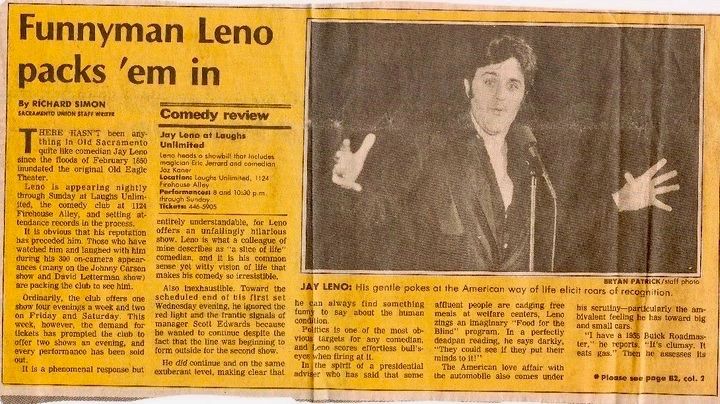 Funnyman Leno
packs 'em in
By RICHARD SIMON
SACRAMENTO UNION STAFF WRITER
THERE HASN'T been any-
thing in Old Sacramento
quite like comedian Jay Leno
since the floods of February 1850
inundated the original Old Eagle
Theater.
Leno is appearing nightly
through Sunday at Laughs Unlim-
ited, the comedy club at 1124
Firehouse Alley, and setting at-
tendance records in the process.
It is obvious that his reputation
has preceded him. Those who have
watched him and laughed with him
during his 300 on-camera appear-
ances (many on the Johnny Carson
show and David Letterman show)
are packing the club to see him.
Ordinarily, the club offers one
show four evenings a week and two
on Friday and Saturday. This
week, however, the demand for
tickets has prompted the club to
offer two shows an evening, and
every performance has been sold
out.
It is a phenomenal response but
Comedy review
Jay Leno at Laughs
Unlimited
Leno heads a showbill that includes
magician Eric Jerrard and comedian
Jaz Kaner
Location: Laughs Unlimited, 1124
Firehouse Alley
Performances: 8 and 10:30 p.m.
through Sunday
Tickets: 446-5905
entirely understandable, for Leno
offers an unfailingly hilarious
show. Leno is what a colleague of
mine describes as "a slice of life"
comedian, and it is his common
sense yet witty vision of life that
makes his comedy so irresistible.
Also inexhaustible. Toward the
scheduled end of his first set
Wednesday evening, he ignored the
red light and the frantic signals of
manager Scott Edwards because
he wanted to continue despite the
fact that the line was beginning to
form outside for the second show.
He did continue and on the same
exuberant level, making clear that
BRYAN PATRICK/staff photo
JAY LENO: His gentle pokes at the American way of life elicit roars of recognition.
he can always find something
funny to say about the human
condition.
Politics is one of the most ob-
vious targets for any comedian,
and Leno scores effortless bull's-
eyes when firing at it.
In the spirit of a presidential
adviser who has said that some
affluent people are cadging free
meals at welfare centers, Leno
zings an imaginary "Food for the
Blind" program. In a perfectly
deadpan reading, he says darkly,
"They could see if they put their
minds to it!"
The American love affair with
the automobile also comes under
his scrutiny—particularly the am-
bivalent feeling he has toward big
and small cars.
"I have a 1955 Buick Roadmas-
ter," he reports. "It's clumsy. It
eats gas." Then he assesses its
● Please see page B2, col. 2